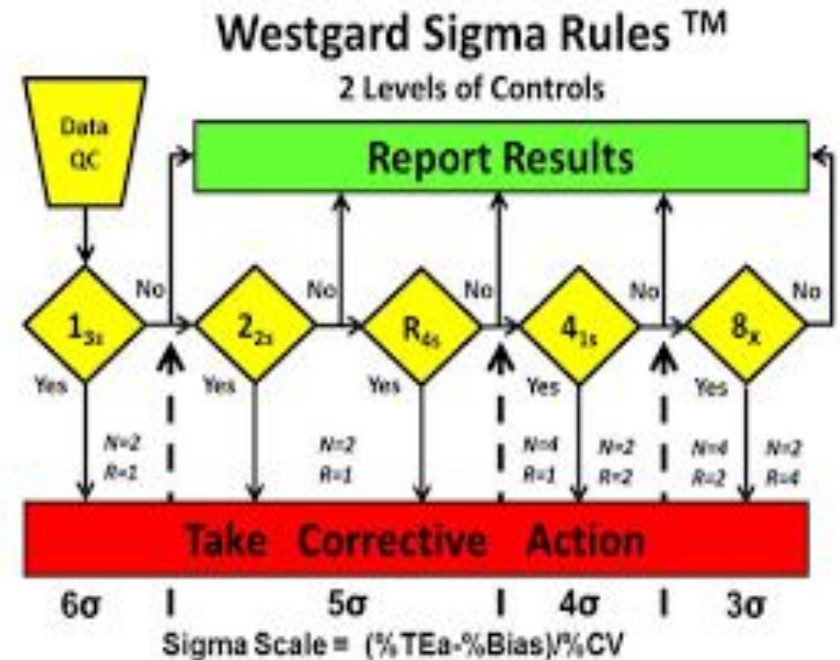 Westgard Sigma Rules ™
2 Levels of Controls
Data
QC
Report Results
No
No
No
No
No
1₃ₛ
2₂ₛ
R₄ₛ
4₁ₛ
8ₓ
Yes
Yes
Yes
Yes
Yes
N=2
R=1
N=2
R=1
N=4
R=1
N=2
R=2
N=4
R=2
N=2
R=4
Take Corrective Action
6σ
5σ
4σ
3σ
Sigma Scale = (%TEa-%Bias)/%CV